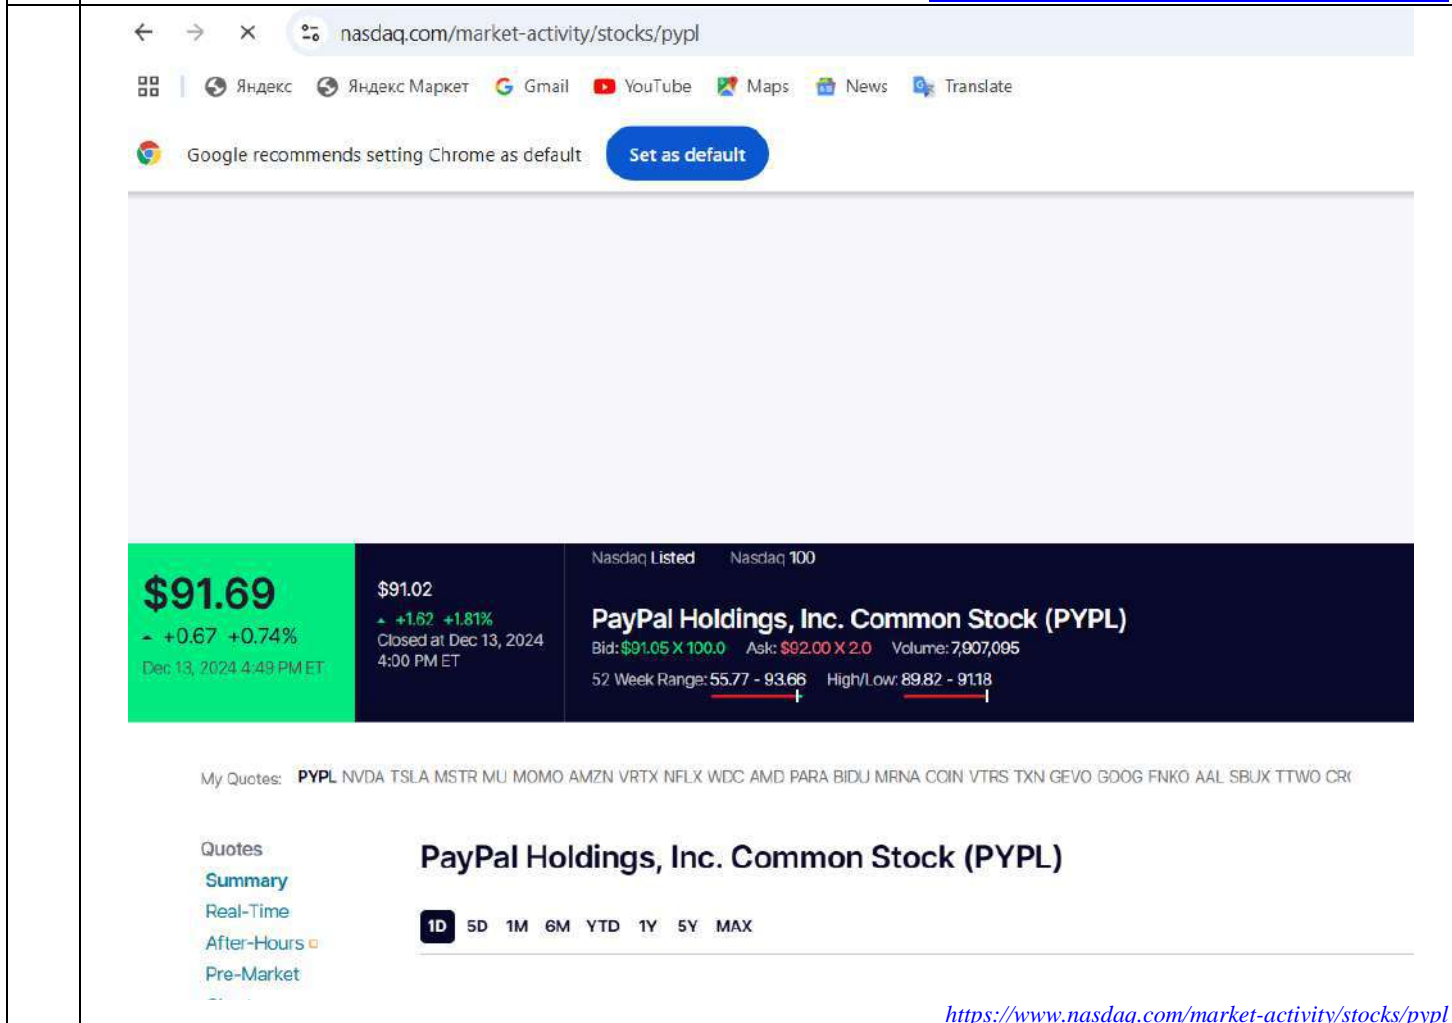 nasdaq.com/market-activity/stocks/pypl
Яндекс Яндекс Маркет Gmail YouTube Maps News Translate
Google recommends setting Chrome as default Set as default
$91.69
+0.67 +0.74%
Dec 13, 2024 4:49 PM ET
$91.02
+1.62 +1.81%
Closed at Dec 13, 2024
4:00 PM ET
Nasdaq Listed Nasdaq 100
PayPal Holdings, Inc. Common Stock (PYPL)
Bid: $91.05 X 100.0 Ask: $92.00 X 2.0 Volume: 7,907,095
52 Week Range: 55.77 - 93.66 High/Low: 89.82 - 91.18
My Quotes: PYPL NVDA TSLA MSTR MU MOMO AMZN VRTX NFLX WDC AMD PARA BIDU MRNA COIN VTRS TXN GEVO GOOG FNKO AAL SBUX TTWO
Quotes
Summary
Real-Time
After-Hours
Pre-Market
PayPal Holdings, Inc. Common Stock (PYPL)
1D 5D 1M 6M YTD 1Y 5Y MAX
https://www.nasdaq.com/market-activity/stocks/pypl